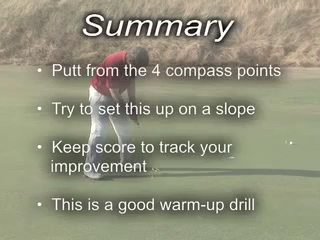 Summary
• Putt from the 4 compass points
• Try to set this up on a slope
• Keep score to track your
improvement
• This is a good warm-up drill